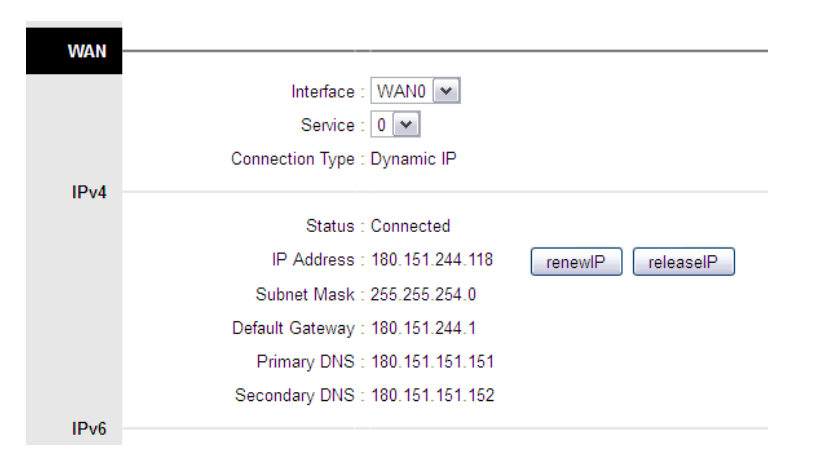 WAN
Interface : WAN0
Service : 0
Connection Type : Dynamic IP
IPv4
Status : Connected
IP Address : 180.151.244.118 renewIP releaseIP
Subnet Mask : 255.255.254.0
Default Gateway : 180.151.244.1
Primary DNS : 180.151.151.151
Secondary DNS : 180.151.151.152
IPv6